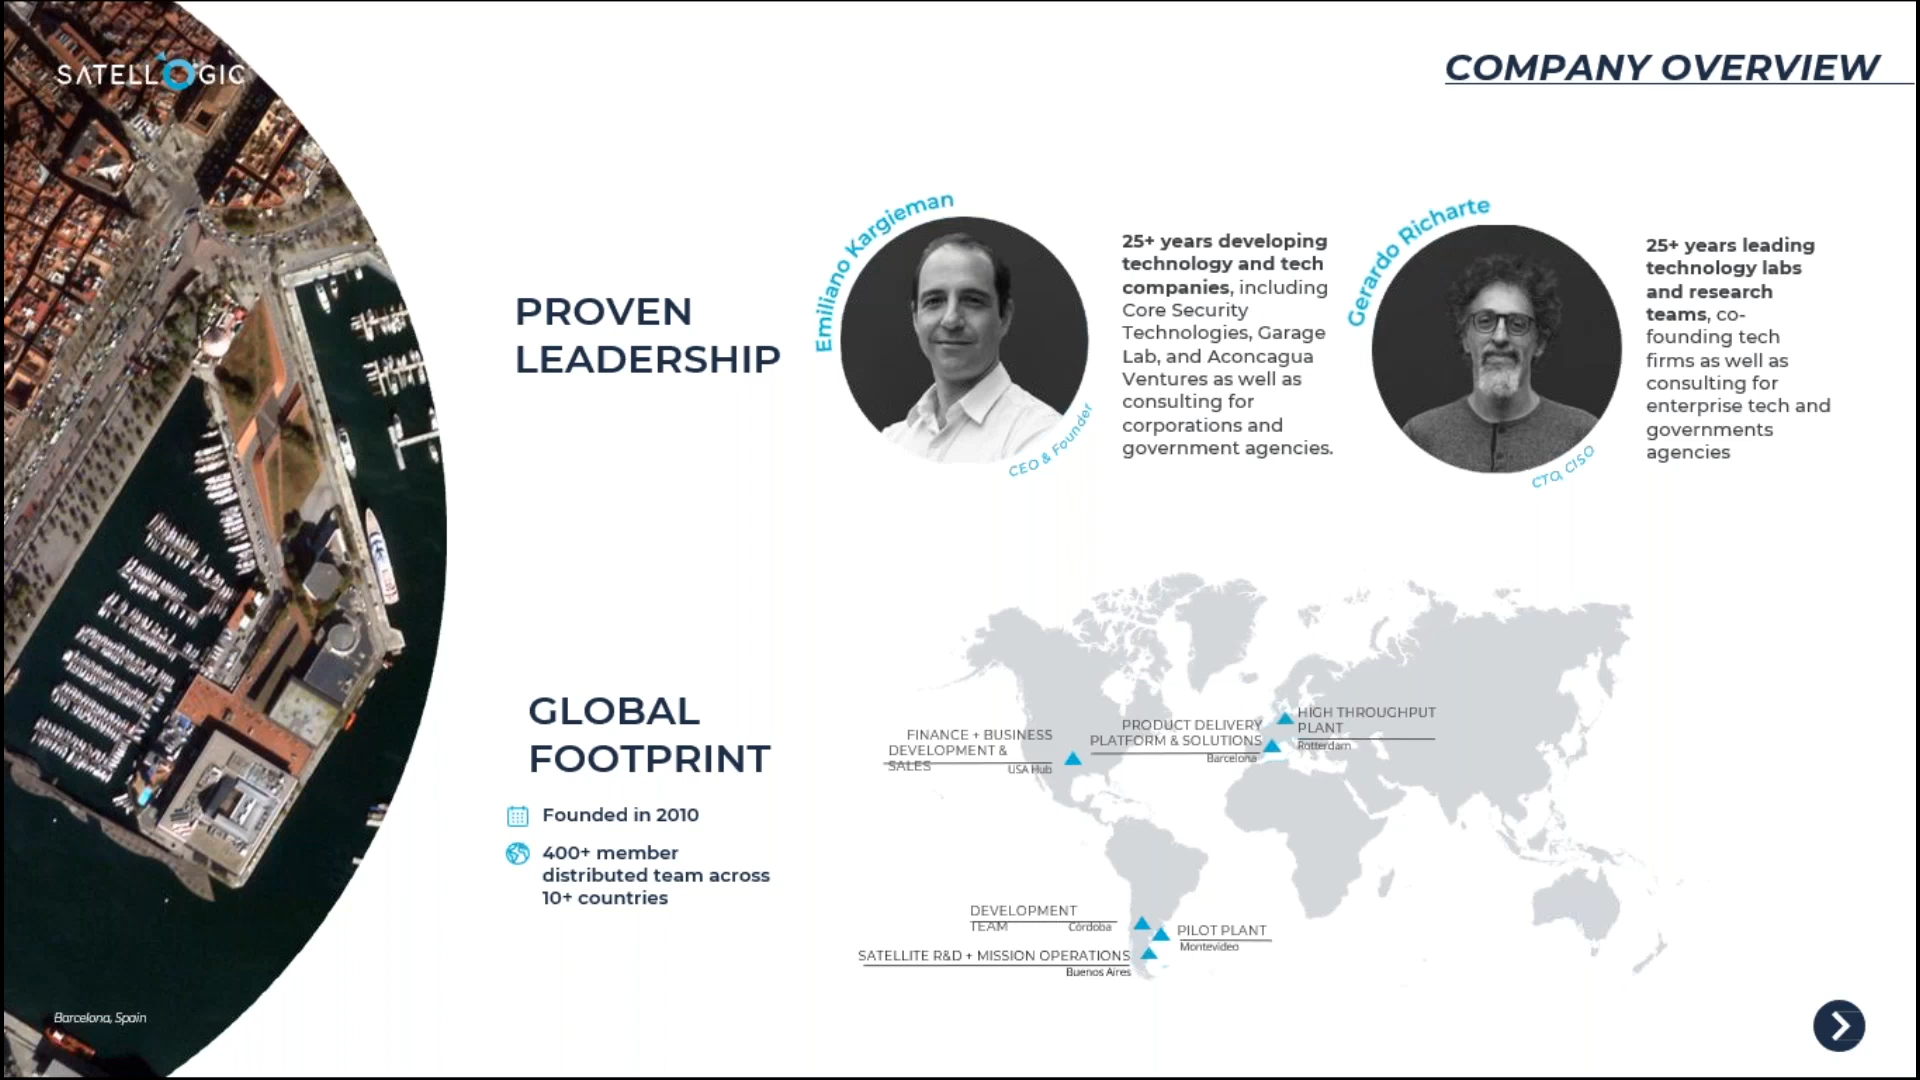 SATELLOGIC
COMPANY OVERVIEW
PROVEN
LEADERSHIP
Emiliano Kargieman
CEO & Founder
25+ years developing
technology and tech
companies, including
Core Security
Technologies, Garage
Lab, and Aconcagua
Ventures as well as
consulting for
corporations and
government agencies.
Gerardo Richarte
CTO, CISO
25+ years leading
technology labs
and research
teams, co-
founding tech
firms as well as
consulting for
enterprise tech and
governments
agencies
GLOBAL
FOOTPRINT
Founded in 2010
400+ member
distributed team across
10+ countries
FINANCE + BUSINESS
DEVELOPMENT &
SALES
USA Hub
PRODUCT DELIVERY
PLATFORM & SOLUTIONS
Barcelona
HIGH THROUGHPUT
PLANT
Rotterdam
DEVELOPMENT
TEAM
Córdoba
PILOT PLANT
Montevideo
SATELLITE R&D + MISSION OPERATIONS
Buenos Aires
Barcelona, Spain